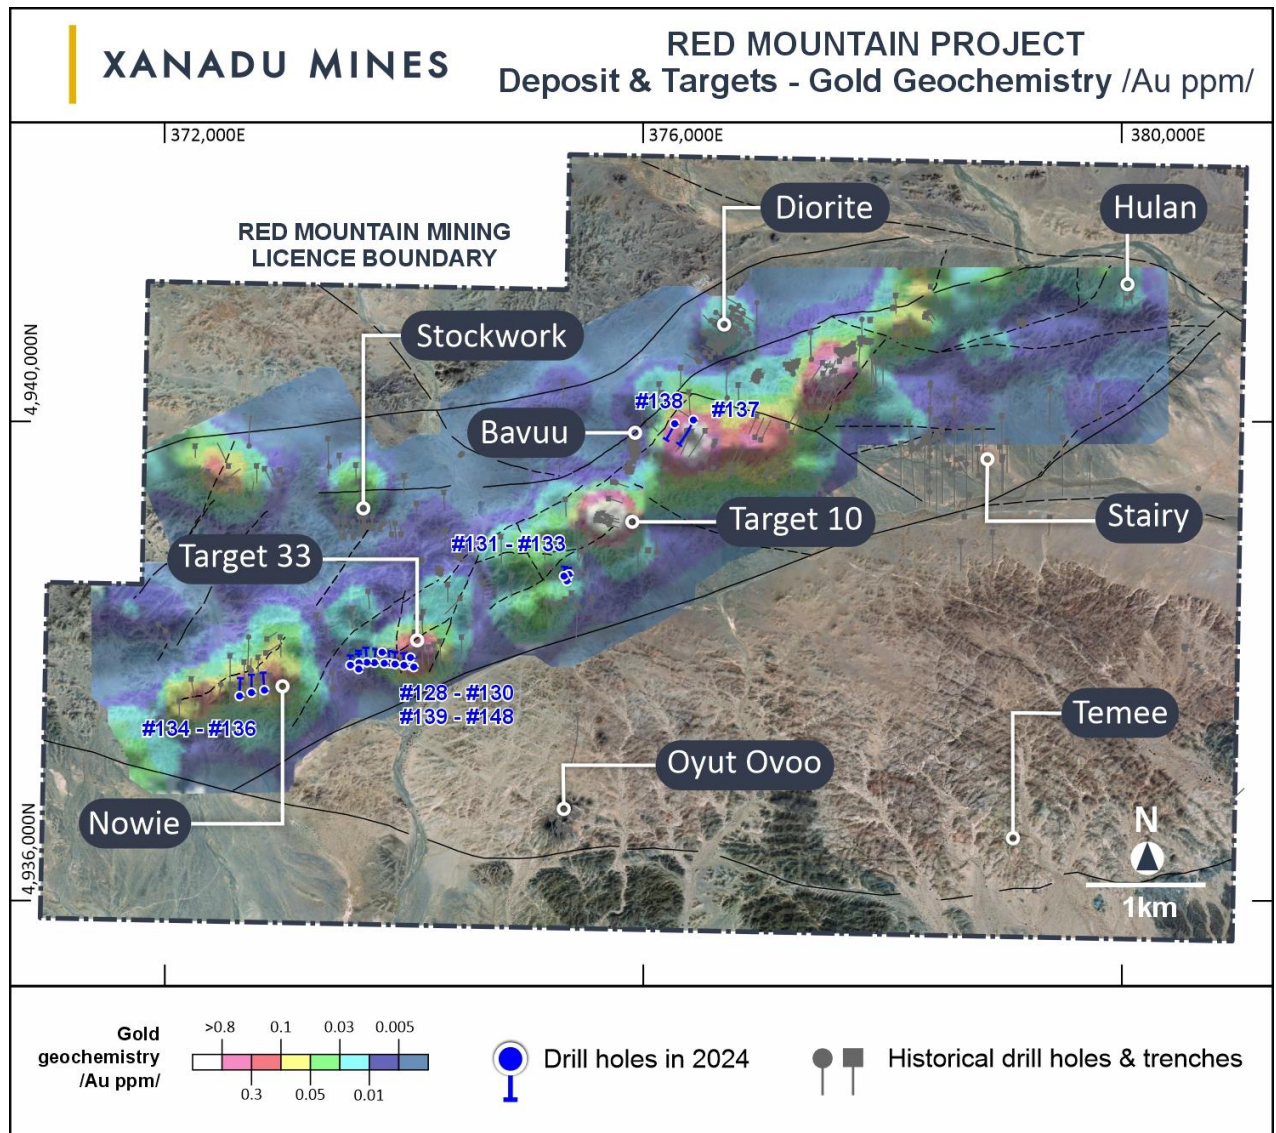 XANADU MINES
RED MOUNTAIN PROJECT
Deposit & Targets - Gold Geochemistry /Au ppm/
372,000E
376,000E
380,000E
Diorite
Hulan
RED MOUNTAIN MINING
LICENCE BOUNDARY
Stockwork
4,940,000N
#138
#137
Bavuu
Target 10
Stairy
#131 - #133
Target 33
#128 - #130
#139 - #148
#134 - #136
Temee
Oyut Ovoo
Nowie
4,936,000N
N
1km
Gold
geochemistry
/Au ppm/
>0.8
0.1
0.03
0.005
0.3
0.05
0.01
Drill holes in 2024
Historical drill holes & trenches